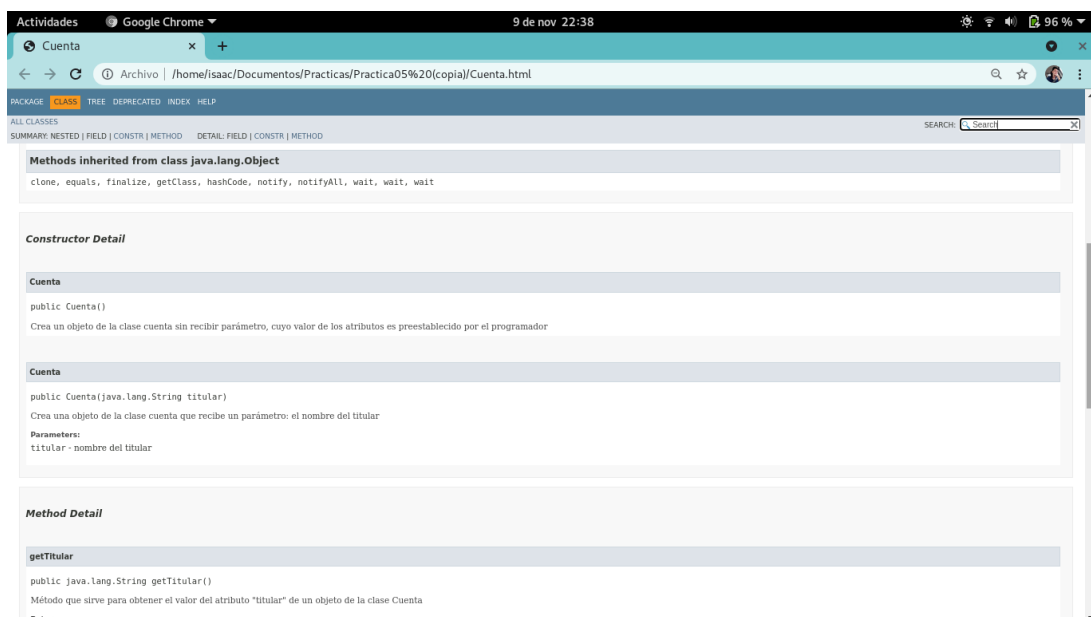 Actividades Google Chrome 9 de nov 22:38 96 %
Cuenta
Archivo /home/isaac/Documentos/Practicas/Practica05%20(copia)/Cuenta.html
PACKAGE CLASS TREE DEPRECATED INDEX HELP
ALL CLASSES
SEARCH: Search
SUMMARY: NESTED | FIELD | CONSTR | METHOD DETAIL: FIELD | CONSTR | METHOD
Methods inherited from class java.lang.Object
clone, equals, finalize, getClass, hashCode, notify, notifyAll, wait, wait, wait
Constructor Detail
Cuenta
public Cuenta()
Crea un objeto de la clase cuenta sin recibir parámetro, cuyo valor de los atributos es preestablecido por el programador
Cuenta
public Cuenta(java.lang.String titular)
Crea una objeto de la clase cuenta que recibe un parámetro: el nombre del titular
Parameters:
titular - nombre del titular
Method Detail
getTitular
public java.lang.String getTitular()
Método que sirve para obtener el valor del atributo "titular" de un objeto de la clase Cuenta